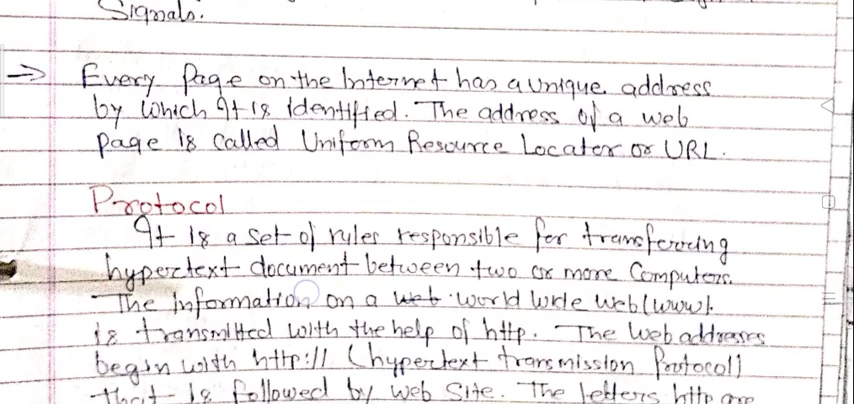 Signals.
→ Every page on the Internet has a unique address
by which It is identified. The address of a web
page is called Uniform Resource Locator or URL.
Protocol
It is a set of rules responsible for transferring
hypertext document between two or more Computers.
The Information on a web world wide web (www).
is transmitted with the help of http. The web addresses
begin with http:// (hypertext transmission Protocol)
that is followed by web site. The letters http are